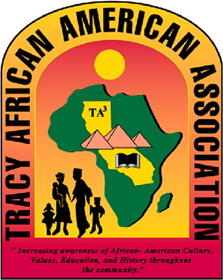 TRACY AFRICAN AMERICAN ASSOCIATION
TA³
" Increasing awareness of African- American Culture,
Values, Education, and History throughout
the community."